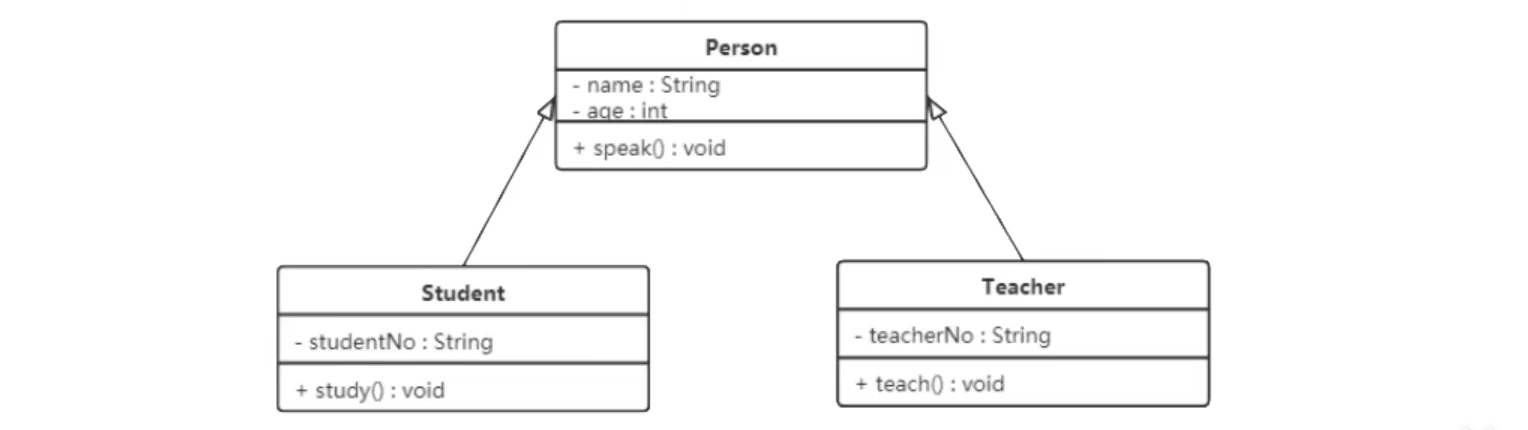 Person
- name : String
- age : int
+ speak() : void
Student
- studentNo : String
+ study() : void
Teacher
- teacherNo : String
+ teach() : void